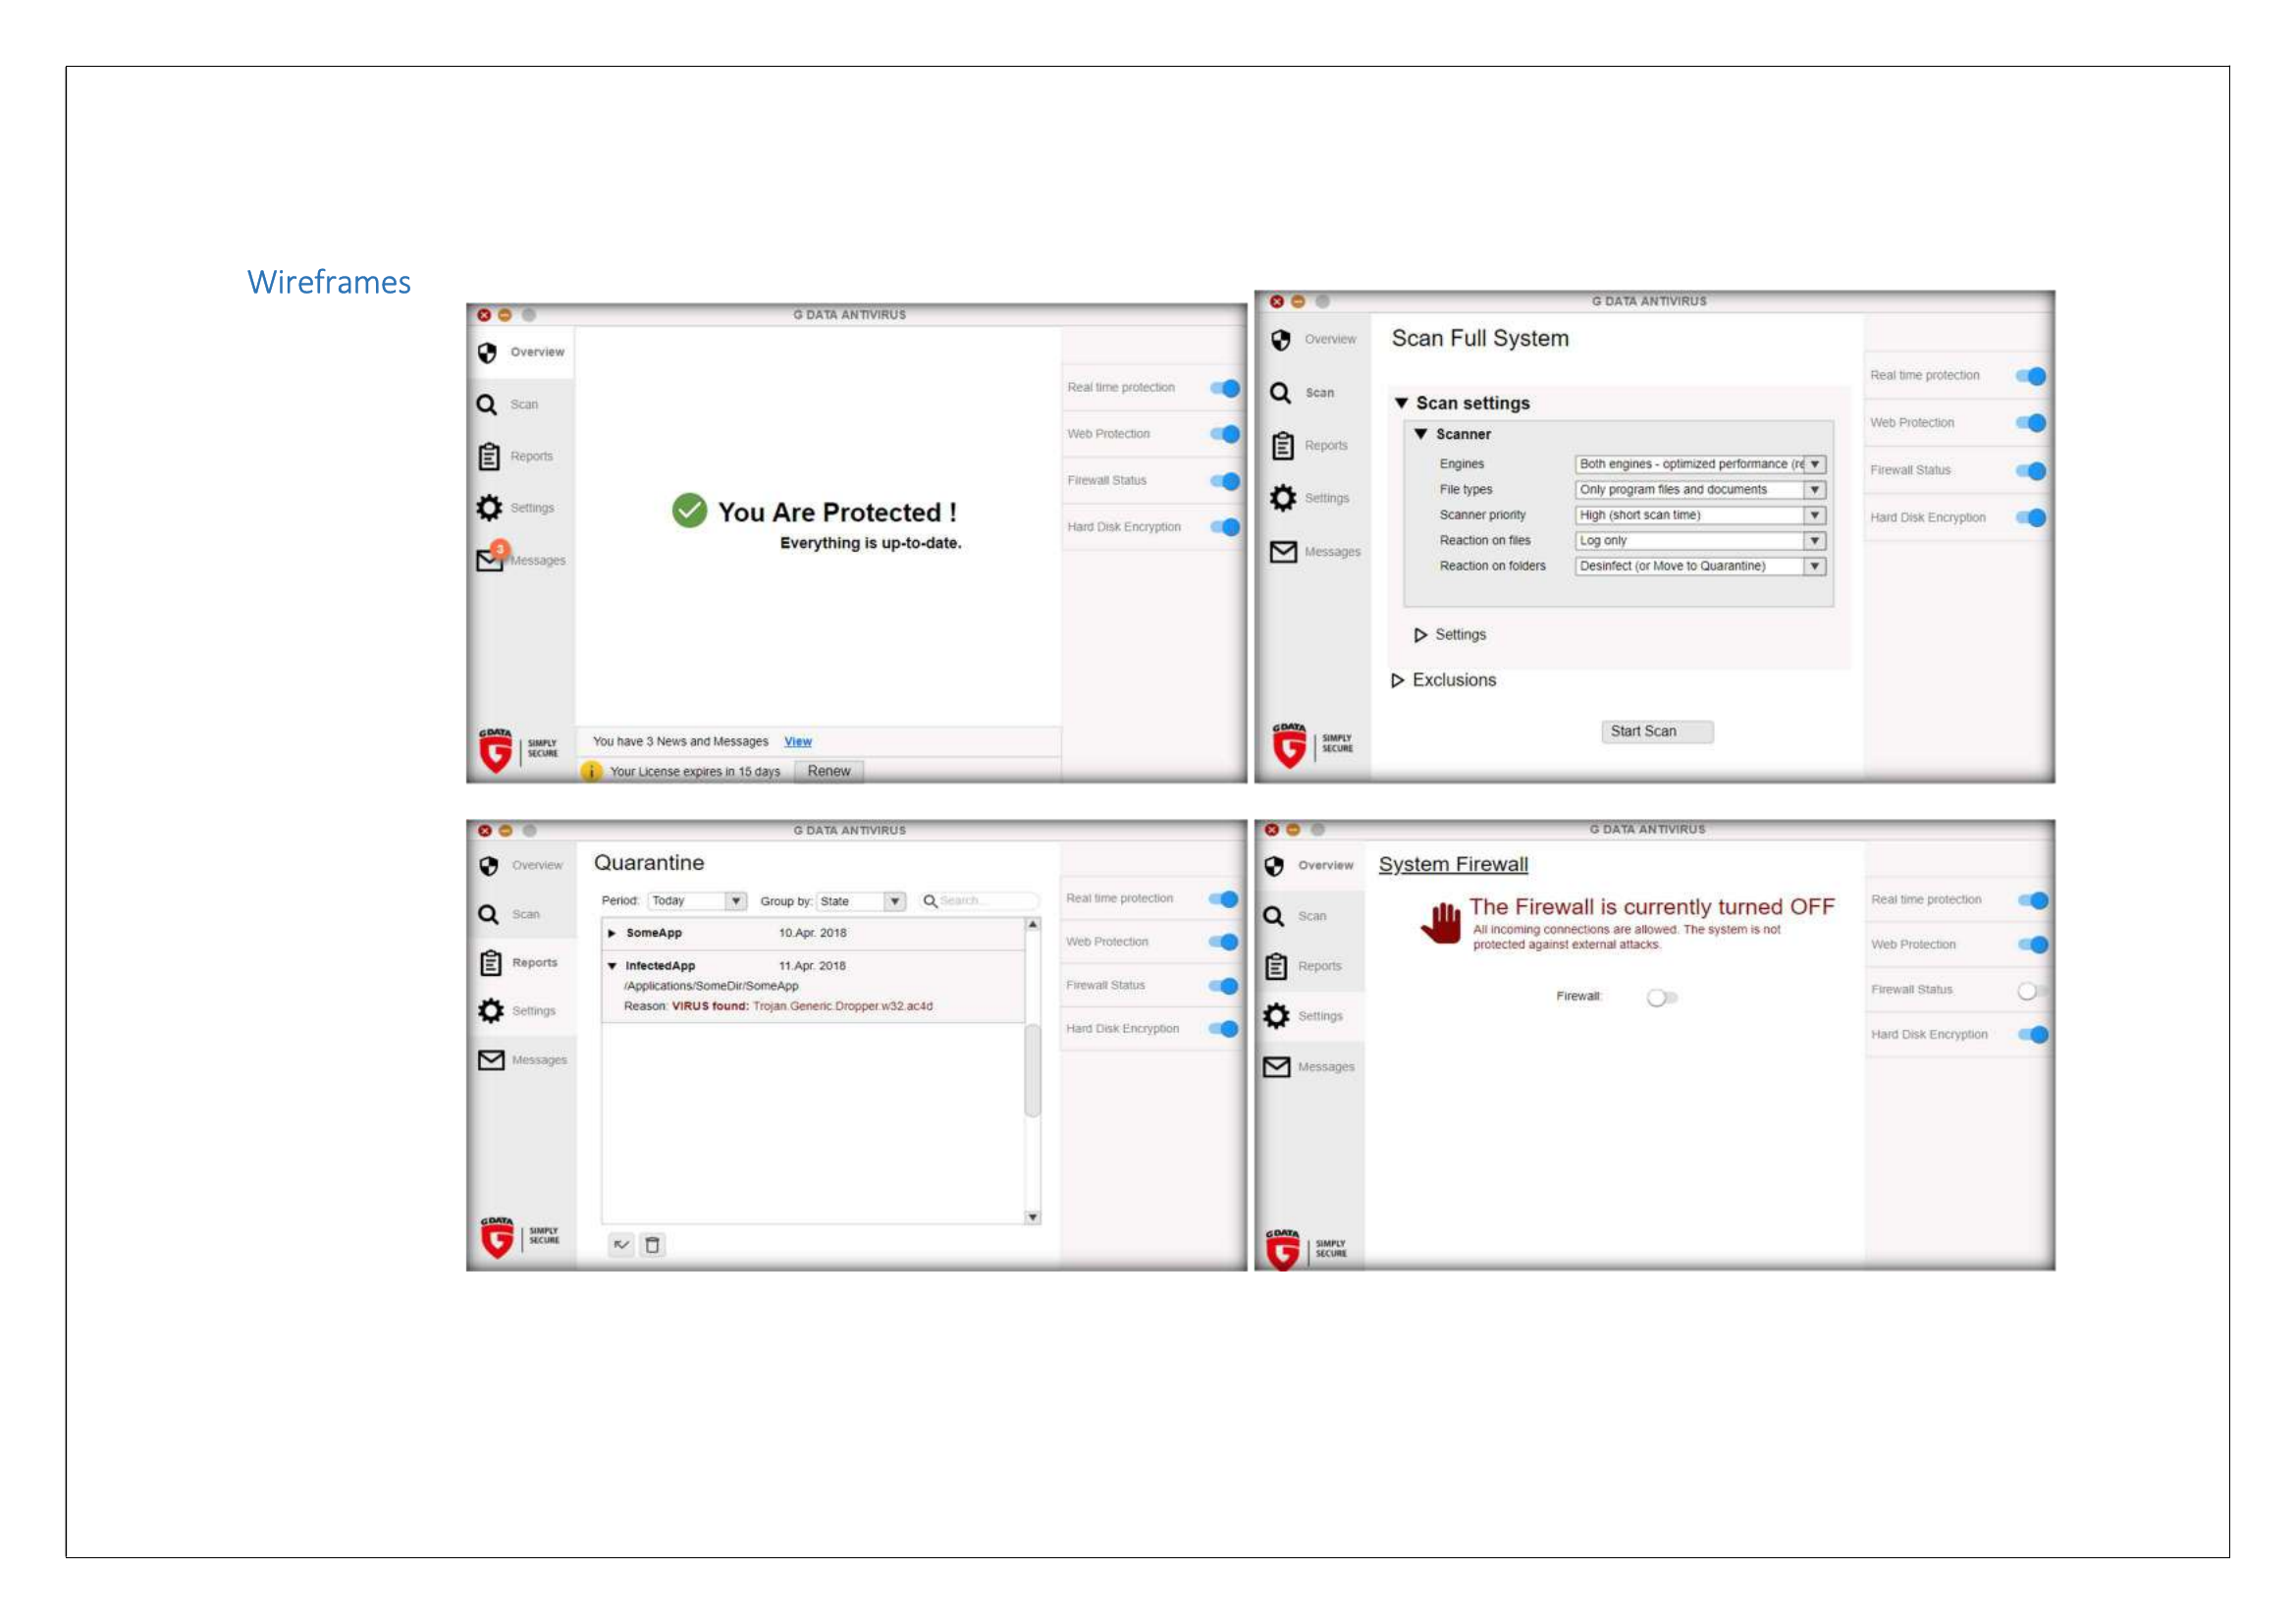 Wireframes
G DATA ANTIVIRUS
Overview
Scan
Reports
Settings
3
Messages
You Are Protected !
Everything is up-to-date.
Real time protection
Web Protection
Firewall Status
Hard Disk Encryption
You have 3 News and Messages View
i Your License expires in 15 days Renew
G DATA
SIMPLY
SECURE
G DATA ANTIVIRUS
Overview
Scan
Reports
Settings
Messages
Scan Full System
Scan settings
Scanner
Engines Both engines - optimized performance (re
File types Only program files and documents
Scanner priority High (short scan time)
Reaction on files Log only
Reaction on folders Desinfect (or Move to Quarantine)
Settings
Exclusions
Start Scan
Real time protection
Web Protection
Firewall Status
Hard Disk Encryption
G DATA
SIMPLY
SECURE
G DATA ANTIVIRUS
Overview
Scan
Reports
Settings
Messages
Quarantine
Period: Today Group by: State Search...
SomeApp 10.Apr. 2018
InfectedApp 11.Apr. 2018
/Applications/SomeDir/SomeApp
Reason: VIRUS found: Trojan.Generic.Dropper.w32.ac4d
Real time protection
Web Protection
Firewall Status
Hard Disk Encryption
G DATA
SIMPLY
SECURE
G DATA ANTIVIRUS
Overview
Scan
Reports
Settings
Messages
System Firewall
The Firewall is currently turned OFF
All incoming connections are allowed. The system is not
protected against external attacks.
Firewall:
Real time protection
Web Protection
Firewall Status
Hard Disk Encryption
G DATA
SIMPLY
SECURE